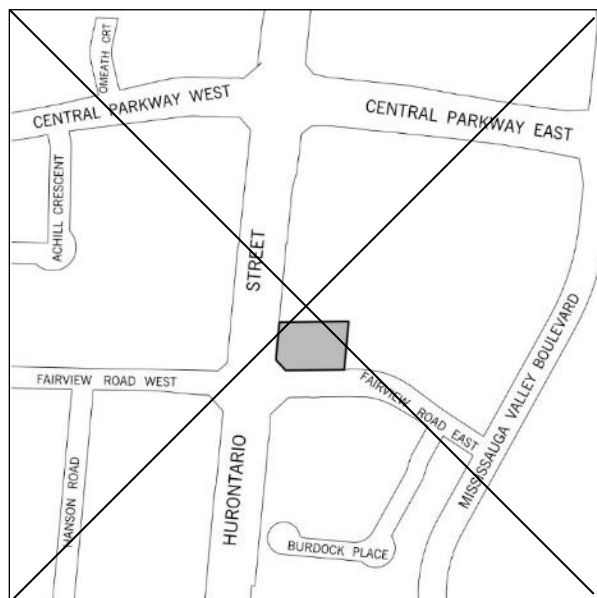 OMEATH CRT
CENTRAL PARKWAY WEST
CENTRAL PARKWAY EAST
ACHILL CRESCENT
STREET
MISSISSAUGA VALLEY BOULEVARD
FAIRVIEW ROAD WEST
FAIRVIEW ROAD EAST
HURONTARIO
HANSON ROAD
BURDOCK PLACE